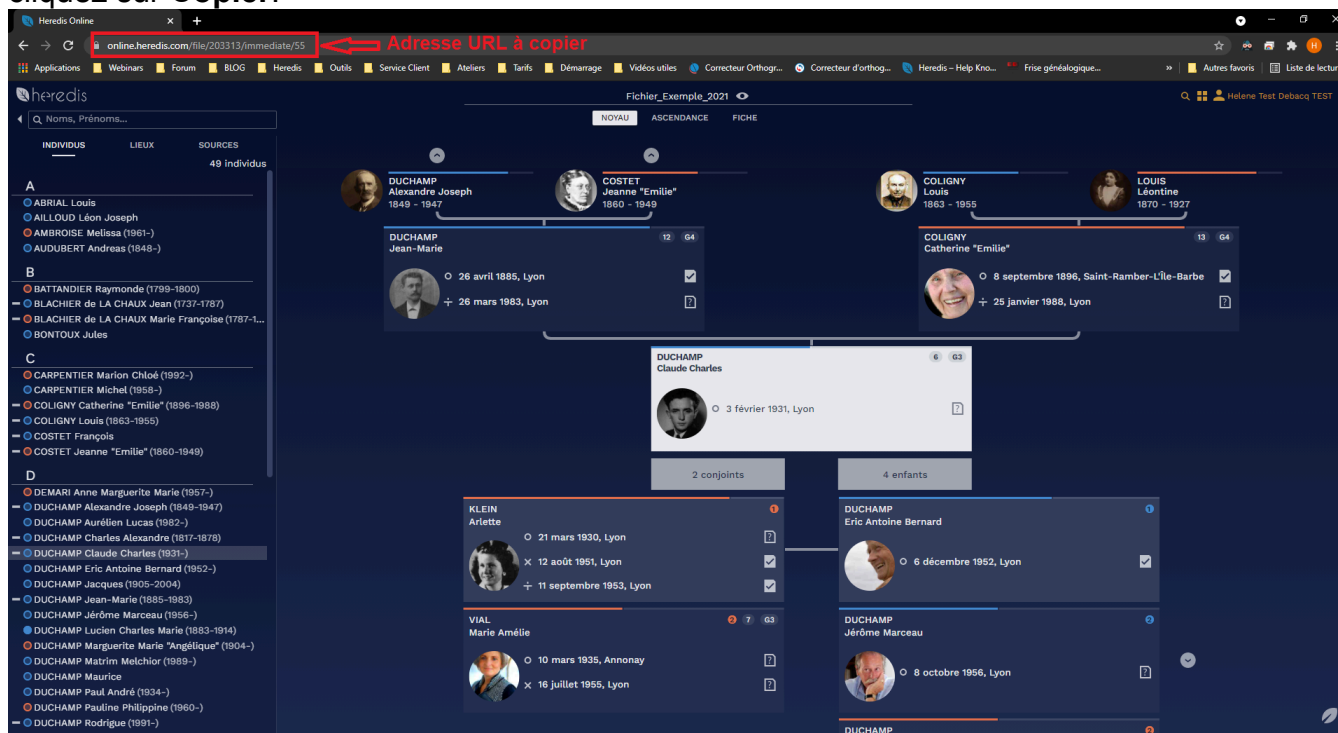 cliquez sur Copier.
Heredis Online
online.heredis.com/file/203313/immediate/55
Adresse URL à copier
Applications Webinars Forum BLOG Heredis Outils Service Client Ateliers Tarifs Démarrage Vidéos utiles Correcteur Orthogr... Correcteur d'orthog... Heredis – Help Kno... Frise généalogique... » Autres favoris Liste de lectur
heredis
Fichier_Exemple_2021
Helene Test Debacq TEST
Noms, Prénoms...
NOYAU ASCENDANCE FICHE
INDIVIDUS LIEUX SOURCES
49 individus
A
ABRIAL Louis
AILLOUD Léon Joseph
AMBROISE Melissa (1961-)
AUDUBERT Andreas (1848-)
B
BATTANDIER Raymonde (1799-1800)
BLACHIER de LA CHAUX Jean (1737-1787)
BLACHIER de LA CHAUX Marie Françoise (1787-1...
BONTOUX Jules
C
CARPENTIER Marion Chloé (1992-)
CARPENTIER Michel (1958-)
COLIGNY Catherine "Emilie" (1896-1988)
COLIGNY Louis (1863-1955)
COSTET François
COSTET Jeanne "Emilie" (1860-1949)
D
DEMARI Anne Marguerite Marie (1957-)
DUCHAMP Alexandre Joseph (1849-1947)
DUCHAMP Aurélien Lucas (1982-)
DUCHAMP Charles Alexandre (1817-1878)
DUCHAMP Claude Charles (1931-)
DUCHAMP Eric Antoine Bernard (1952-)
DUCHAMP Jacques (1905-2004)
DUCHAMP Jean-Marie (1885-1983)
DUCHAMP Jérôme Marceau (1956-)
DUCHAMP Lucien Charles Marie (1883-1914)
DUCHAMP Marguerite Marie "Angélique" (1904-)
DUCHAMP Matrim Melchior (1989-)
DUCHAMP Maurice
DUCHAMP Paul André (1934-)
DUCHAMP Pauline Philippine (1960-)
DUCHAMP Rodrigue (1991-)
DUCHAMP
Alexandre Joseph
1849 - 1947
COSTET
Jeanne "Emilie"
1860 - 1949
COLIGNY
Louis
1863 - 1955
LOUIS
Léontine
1870 - 1927
DUCHAMP 12 G4
Jean-Marie
26 avril 1885, Lyon
26 mars 1983, Lyon
COLIGNY 13 G4
Catherine "Emilie"
8 septembre 1896, Saint-Ramber-L'Île-Barbe
25 janvier 1988, Lyon
DUCHAMP 6 G3
Claude Charles
3 février 1931, Lyon
2 conjoints
4 enfants
KLEIN 1
Arlette
21 mars 1930, Lyon
12 août 1951, Lyon
11 septembre 1953, Lyon
DUCHAMP 1
Eric Antoine Bernard
6 décembre 1952, Lyon
VIAL 2 7 G3
Marie Amélie
10 mars 1935, Annonay
16 juillet 1955, Lyon
DUCHAMP 2
Jérôme Marceau
8 octobre 1956, Lyon
DUCHAMP 2